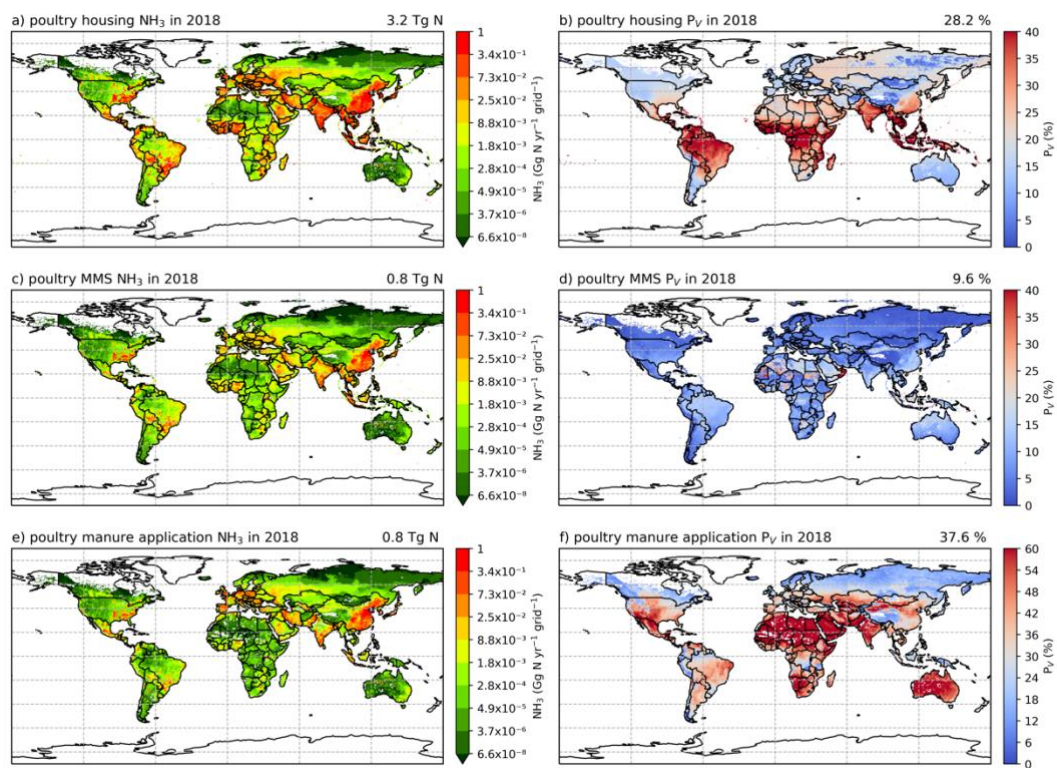 a) poultry housing NH₃ in 2018 3.2 Tg N
1
3.4x10⁻¹
7.3x10⁻²
2.5x10⁻²
8.8x10⁻³
1.8x10⁻³
2.8x10⁻⁴
4.9x10⁻⁵
3.7x10⁻⁶
6.6x10⁻⁸
NH₃ (Gg N yr⁻¹ grid⁻¹)
b) poultry housing Pᵥ in 2018 28.2 %
40
35
30
25
20
15
10
5
0
Pᵥ (%)
c) poultry MMS NH₃ in 2018 0.8 Tg N
1
3.4x10⁻¹
7.3x10⁻²
2.5x10⁻²
8.8x10⁻³
1.8x10⁻³
2.8x10⁻⁴
4.9x10⁻⁵
3.7x10⁻⁶
6.6x10⁻⁸
NH₃ (Gg N yr⁻¹ grid⁻¹)
d) poultry MMS Pᵥ in 2018 9.6 %
40
35
30
25
20
15
10
5
0
Pᵥ (%)
e) poultry manure application NH₃ in 2018 0.8 Tg N
1
3.4x10⁻¹
7.3x10⁻²
2.5x10⁻²
8.8x10⁻³
1.8x10⁻³
2.8x10⁻⁴
4.9x10⁻⁵
3.7x10⁻⁶
6.6x10⁻⁸
NH₃ (Gg N yr⁻¹ grid⁻¹)
f) poultry manure application Pᵥ in 2018 37.6 %
60
54
48
42
36
30
24
18
12
6
0
Pᵥ (%)